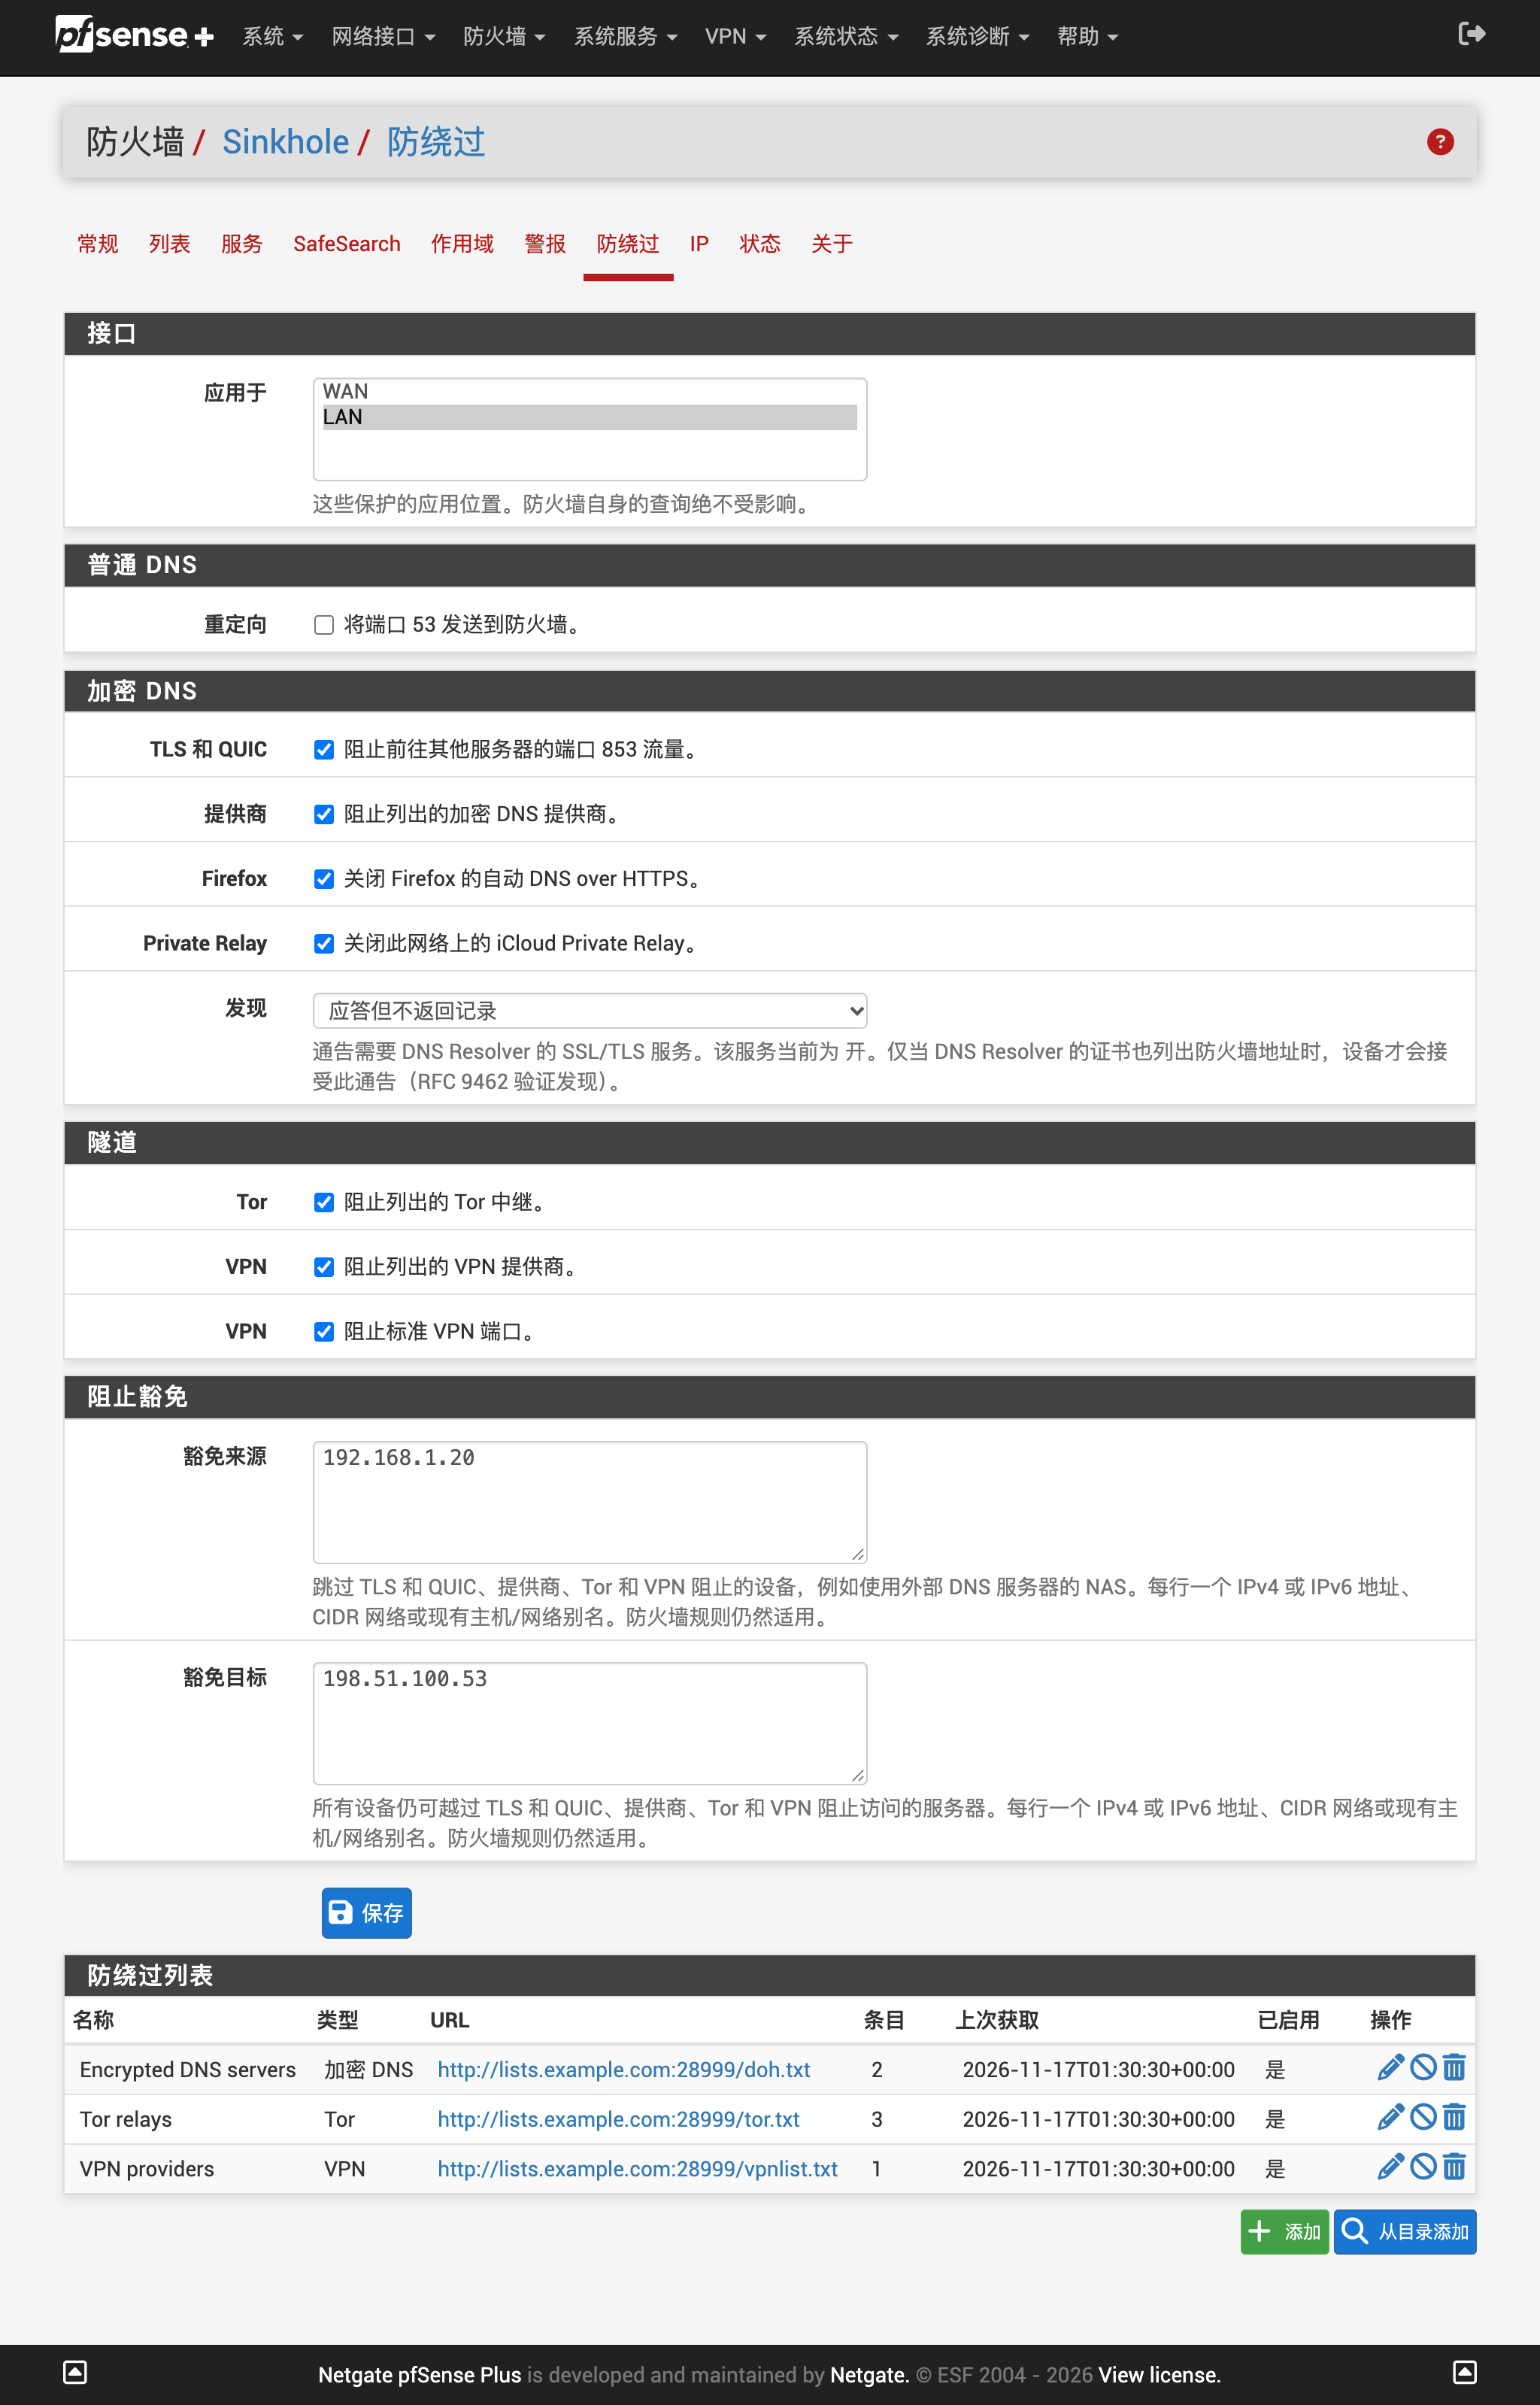 pfsense +
系统
网络接口
防火墙
系统服务
VPN
系统状态
系统诊断
帮助
防火墙 / Sinkhole / 防绕过
常规 列表 服务 SafeSearch 作用域 警报 防绕过 IP 状态 关于
接口
应用于
WAN
LAN
这些保护的应用位置。防火墙自身的查询绝不受影响。
普通 DNS
重定向 将端口 53 发送到防火墙。
加密 DNS
TLS 和 QUIC 阻止前往其他服务器的端口 853 流量。
提供商 阻止列出的加密 DNS 提供商。
Firefox 关闭 Firefox 的自动 DNS over HTTPS。
Private Relay 关闭此网络上的 iCloud Private Relay。
发现 应答但不返回记录
通告需要 DNS Resolver 的 SSL/TLS 服务。该服务当前为 开。仅当 DNS Resolver 的证书也列出防火墙地址时，设备才会接
受此通告（RFC 9462 验证发现）。
隧道
Tor 阻止列出的 Tor 中继。
VPN 阻止列出的 VPN 提供商。
VPN 阻止标准 VPN 端口。
阻止豁免
豁免来源 192.168.1.20
跳过 TLS 和 QUIC、提供商、Tor 和 VPN 阻止的设备，例如使用外部 DNS 服务器的 NAS。每行一个 IPv4 或 IPv6 地址、
CIDR 网络或现有主机/网络别名。防火墙规则仍然适用。
豁免目标 198.51.100.53
所有设备仍可越过 TLS 和 QUIC、提供商、Tor 和 VPN 阻止访问的服务器。每行一个 IPv4 或 IPv6 地址、CIDR 网络或现有主
机/网络别名。防火墙规则仍然适用。
保存
防绕过列表
名称 类型 URL 条目 上次获取 已启用 操作
Encrypted DNS servers 加密 DNS http://lists.example.com:28999/doh.txt 2 2026-11-17T01:30:30+00:00 是
Tor relays Tor http://lists.example.com:28999/tor.txt 3 2026-11-17T01:30:30+00:00 是
VPN providers VPN http://lists.example.com:28999/vpnlist.txt 1 2026-11-17T01:30:30+00:00 是
添加 从目录添加
Netgate pfSense Plus is developed and maintained by Netgate. © ESF 2004 - 2026 View license.